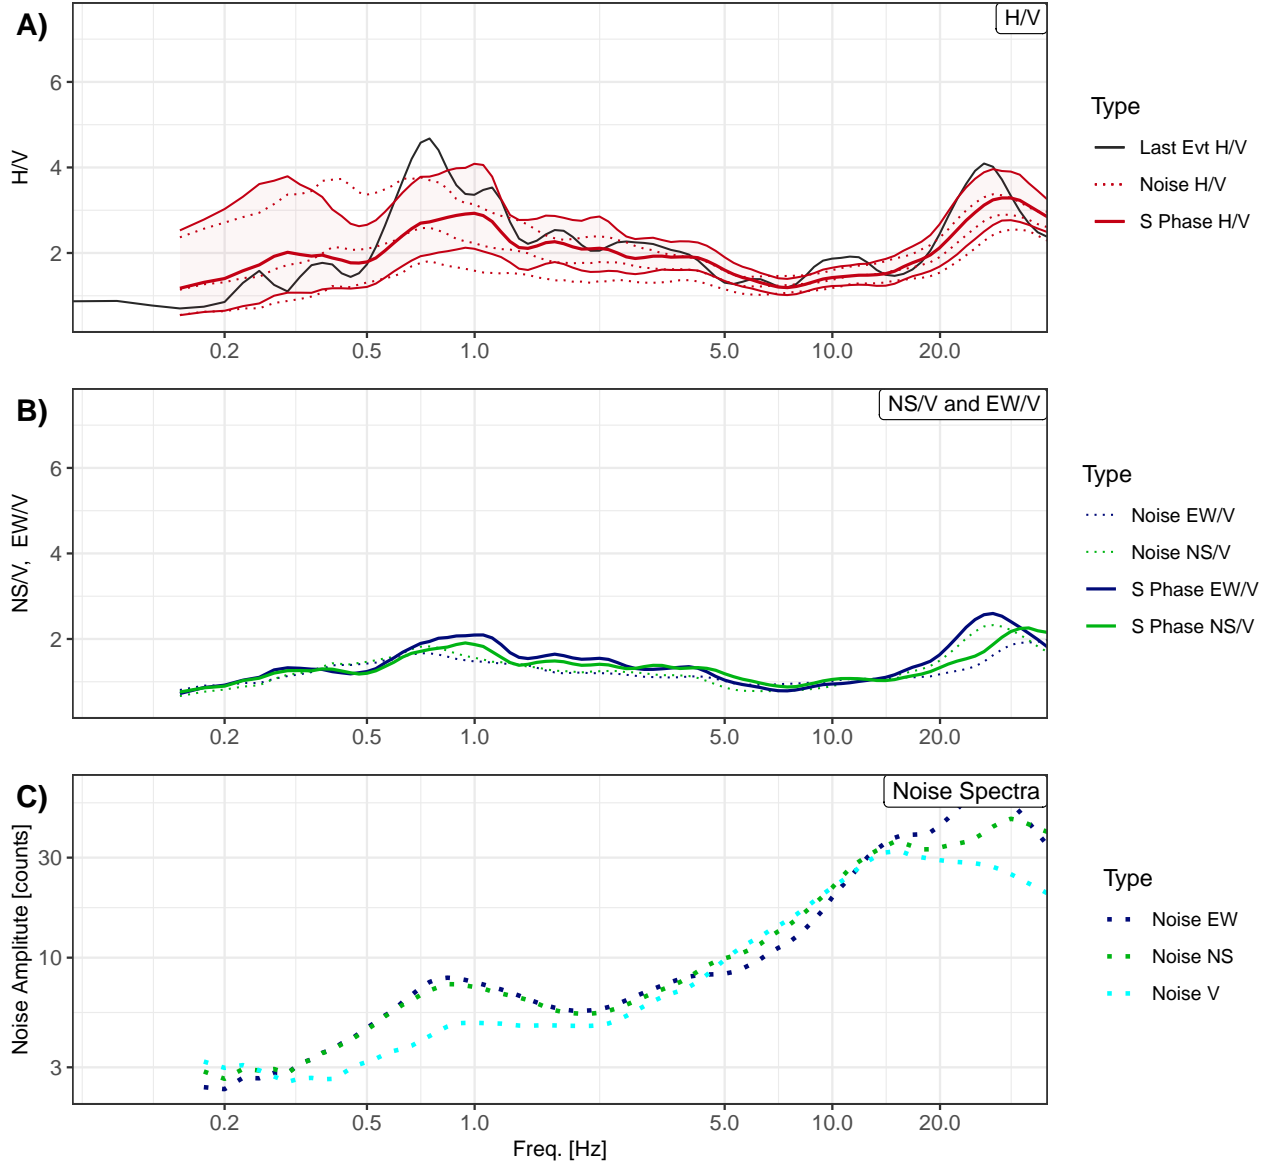 A)
H/V
6
4
2
H/V
0.2 0.5 1.0 5.0 10.0 20.0
Type
Last Evt H/V
Noise H/V
S Phase H/V
B)
NS/V and EW/V
6
4
2
NS/V, EW/V
0.2 0.5 1.0 5.0 10.0 20.0
Type
Noise EW/V
Noise NS/V
S Phase EW/V
S Phase NS/V
C)
Noise Spectra
30
10
3
Noise Amplitude [counts]
0.2 0.5 1.0 5.0 10.0 20.0
Freq. [Hz]
Type
Noise EW
Noise NS
Noise V